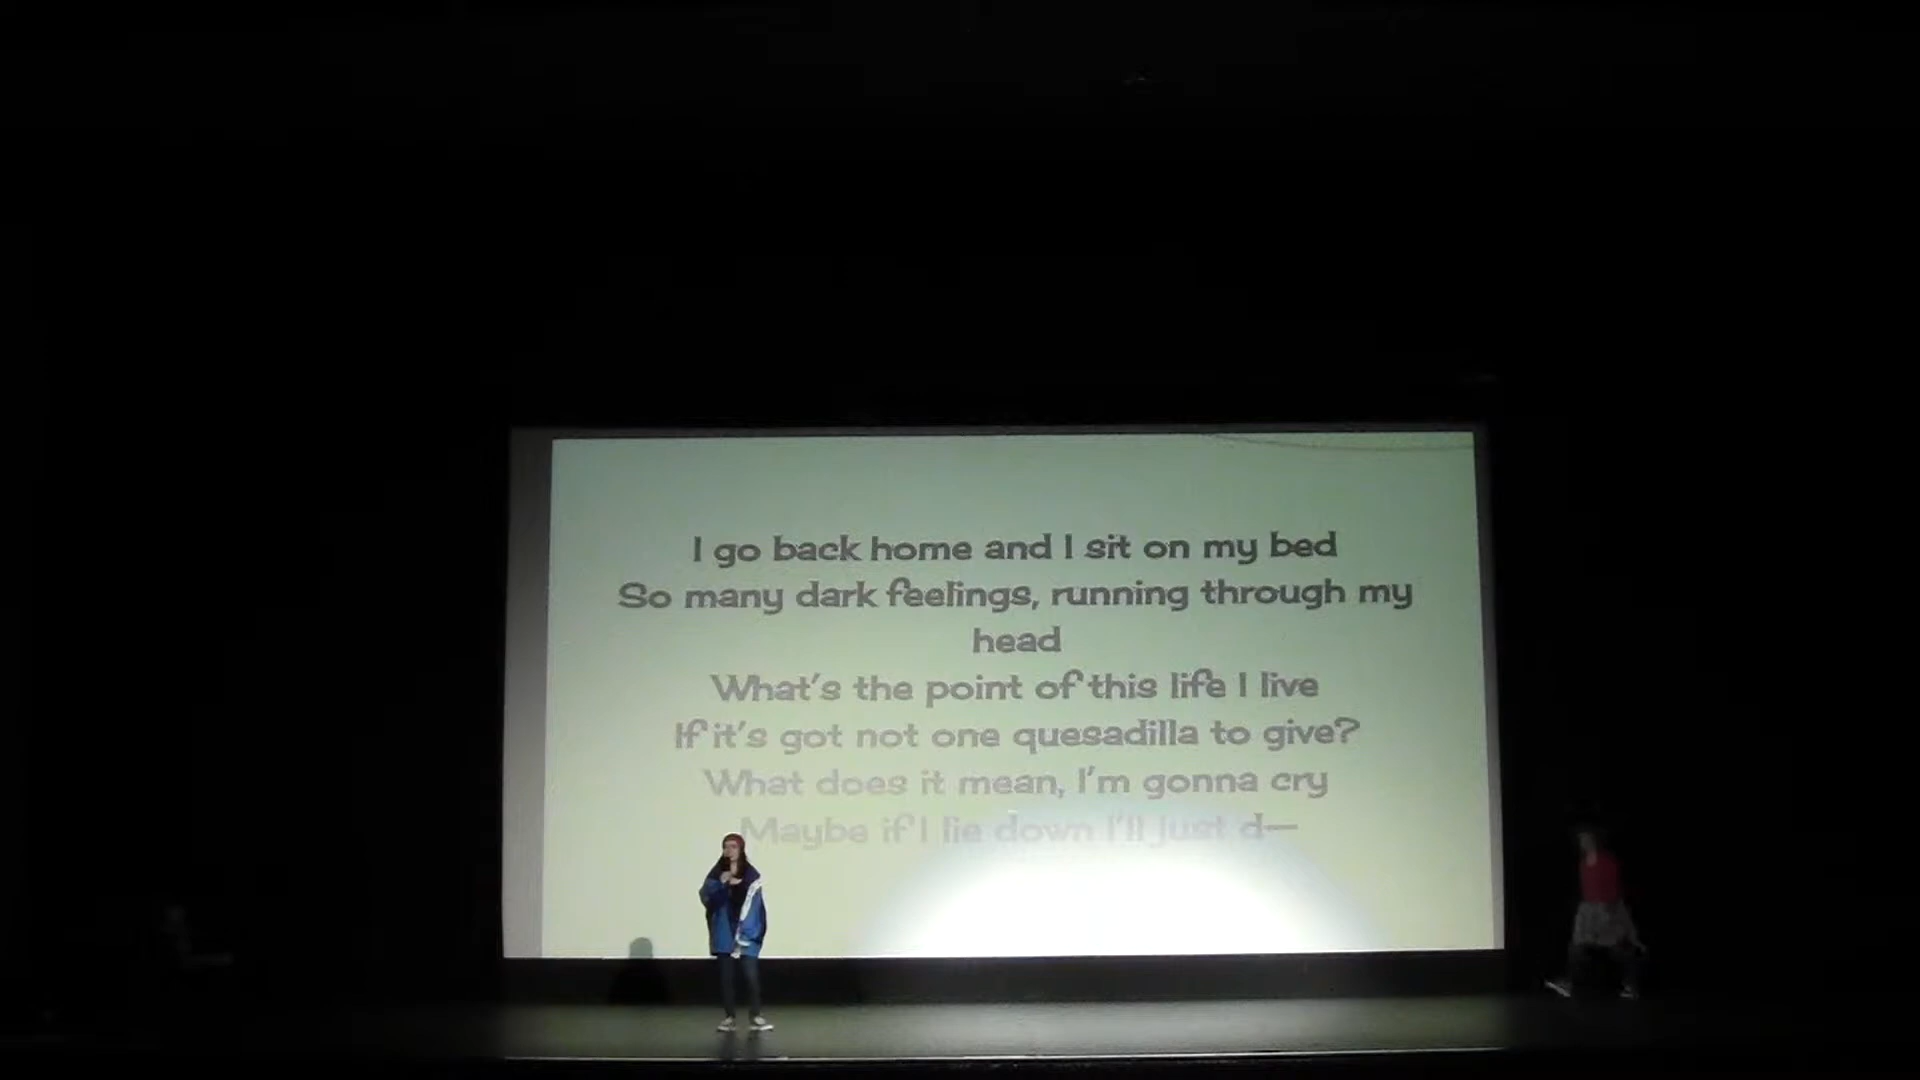 I go back home and I sit on my bed
So many dark feelings, running through my
head
What's the point of this life I live
If it's got not one quesadilla to give?
What does it mean, I'm gonna cry
Maybe if I lie down I'll just d—